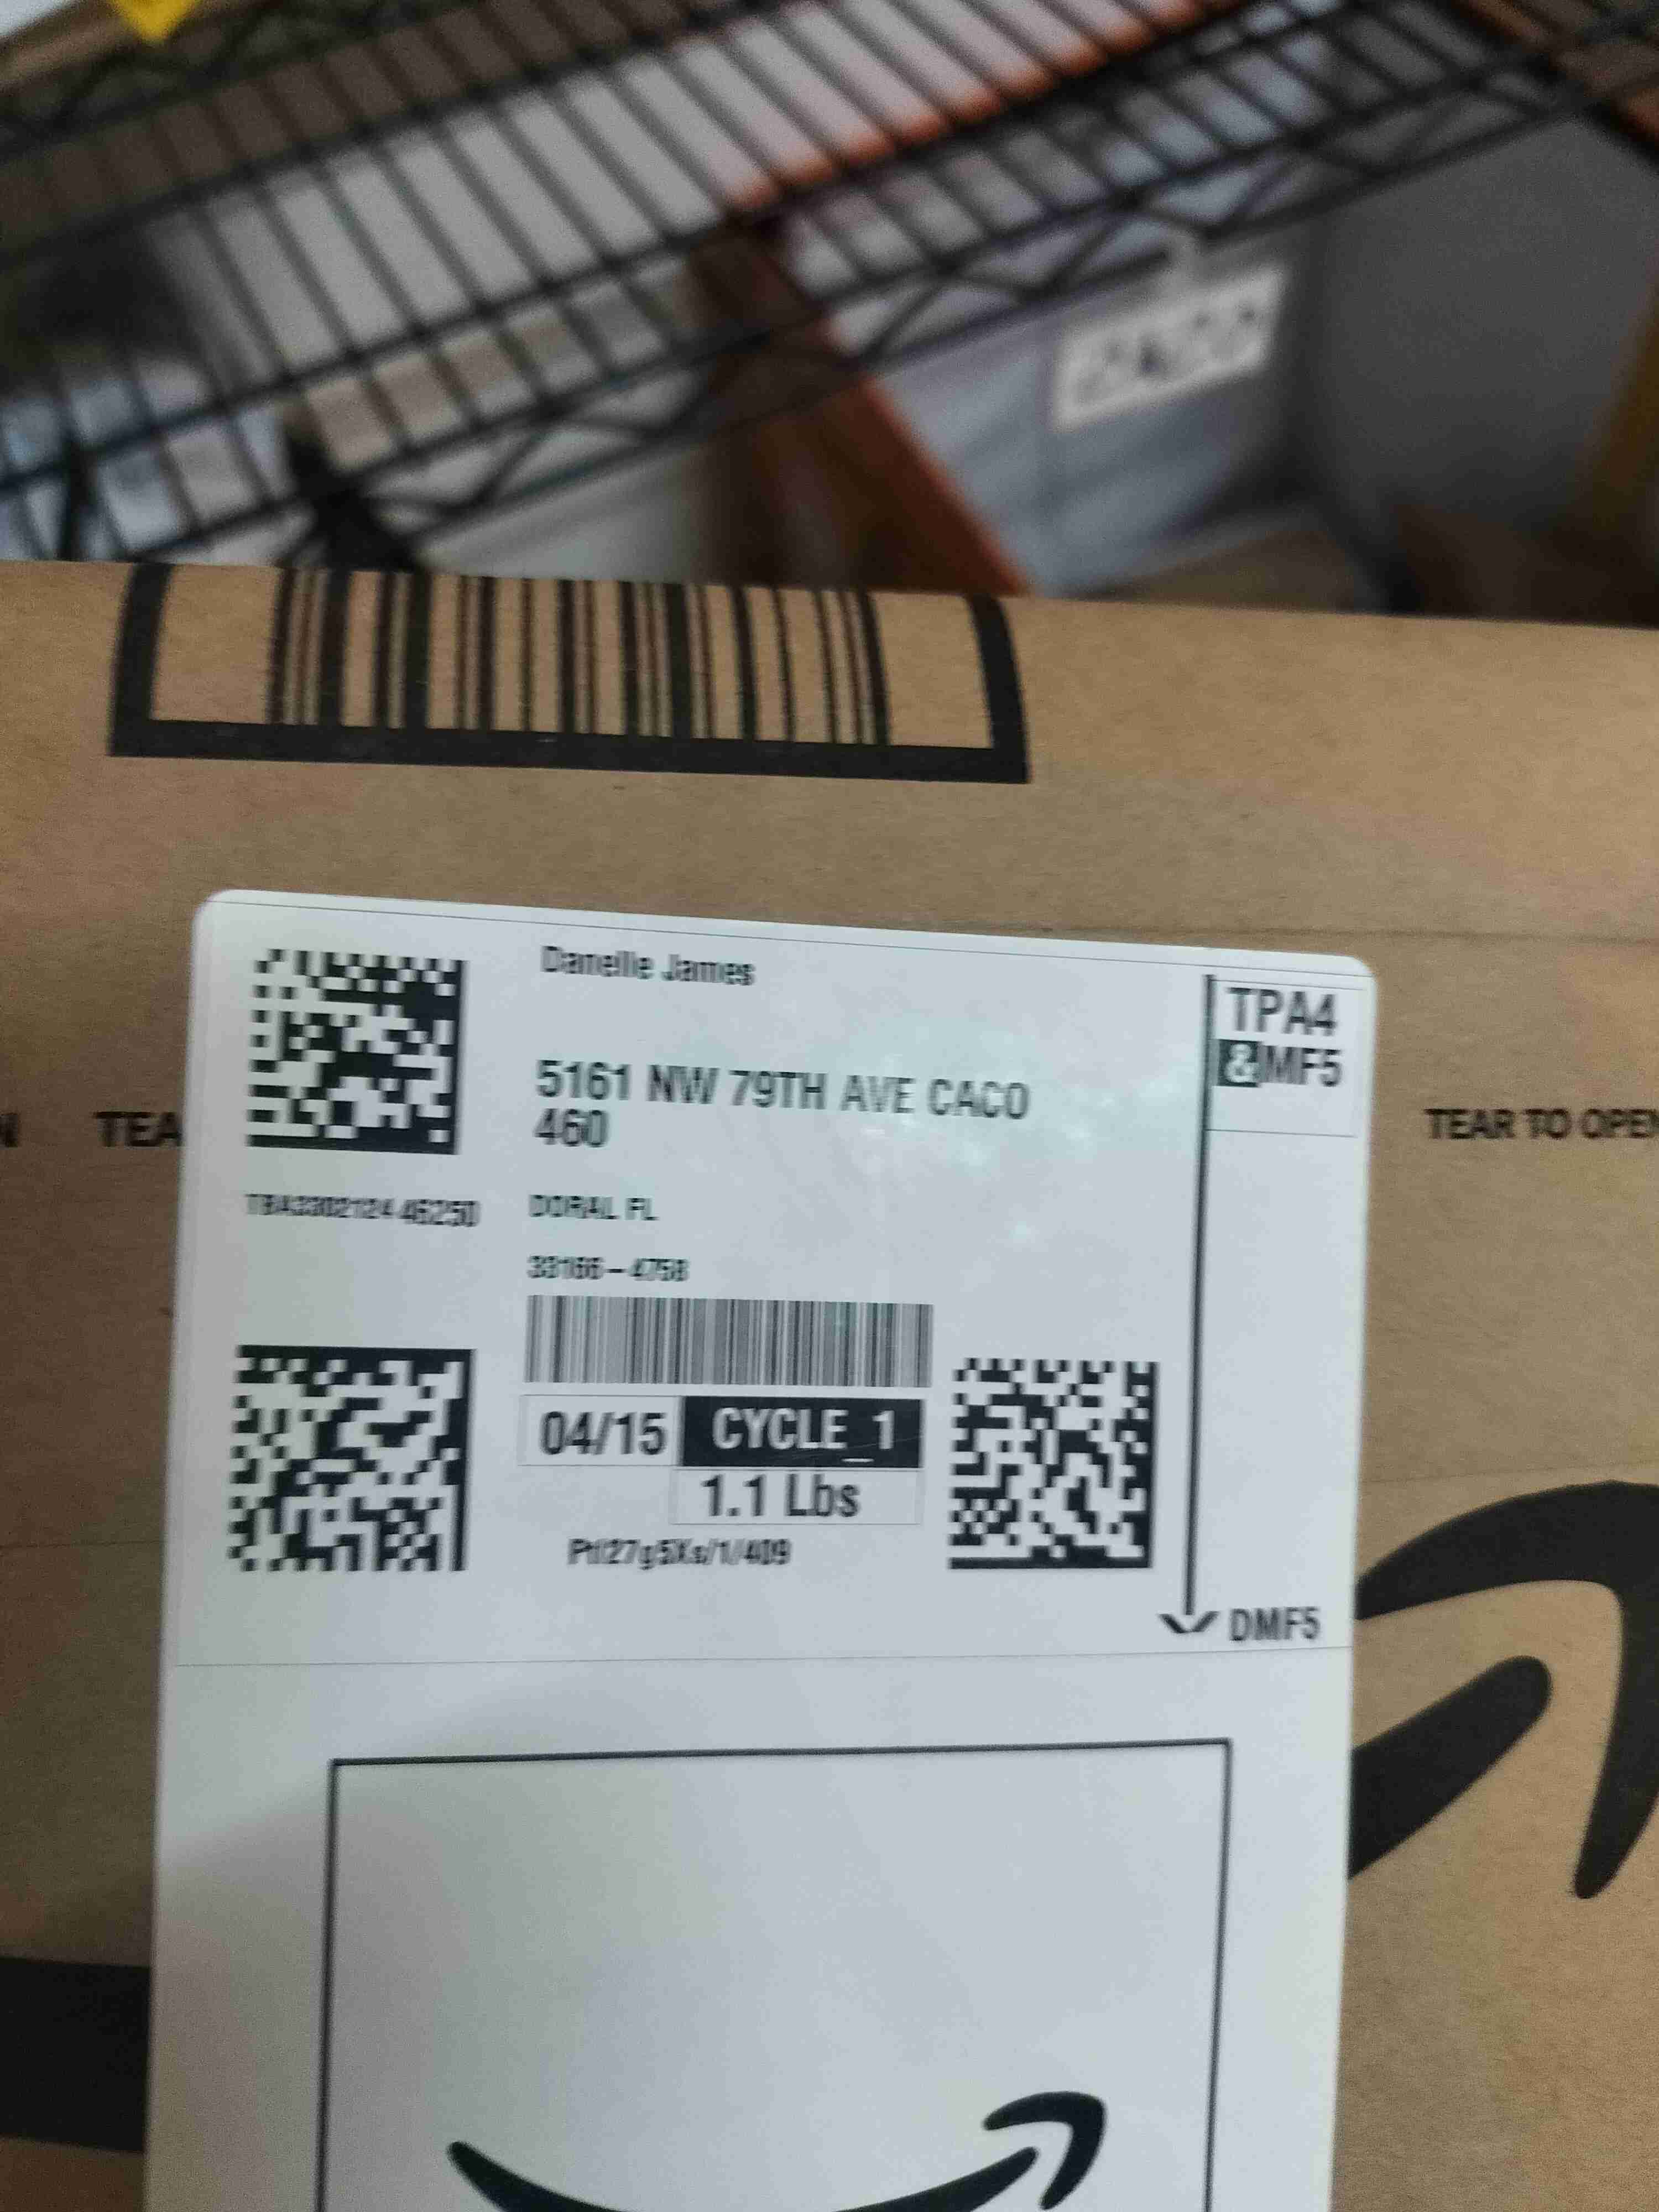 Danelle James
TPA4
&MF5
5161 NW 79TH AVE CACO
460
TEA
TEAR TO OPEN
TBA330212446250
DORAL FL
33166-4758
04/15 CYCLE_1
1.1 Lbs
DMF5